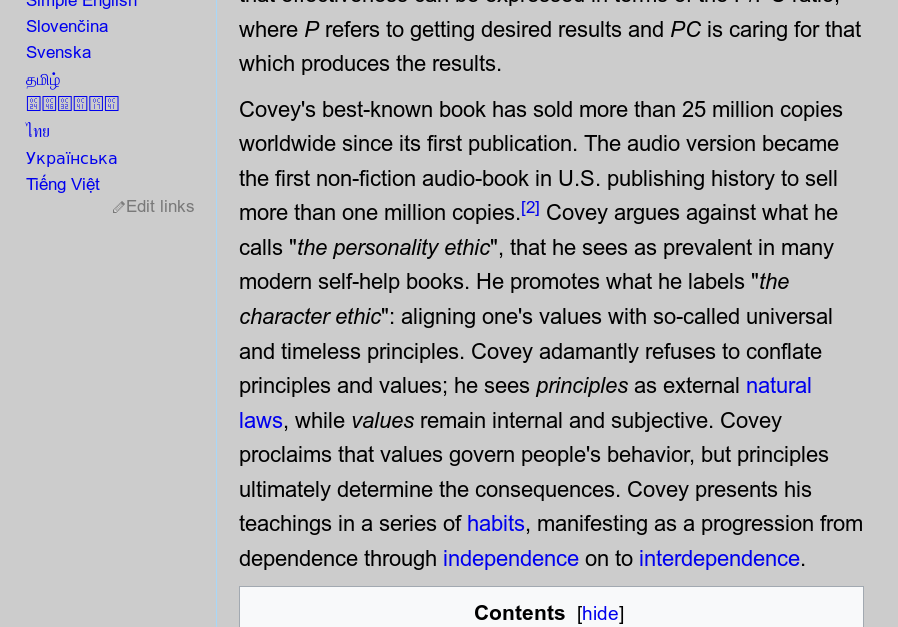 Simple English
Slovenčina
Svenska
தமிழ்
ไทย
Українська
Tiếng Việt
Edit links
where P refers to getting desired results and PC is caring for that
which produces the results.
Covey's best-known book has sold more than 25 million copies
worldwide since its first publication. The audio version became
the first non-fiction audio-book in U.S. publishing history to sell
more than one million copies.[2] Covey argues against what he
calls "the personality ethic", that he sees as prevalent in many
modern self-help books. He promotes what he labels "the
character ethic": aligning one's values with so-called universal
and timeless principles. Covey adamantly refuses to conflate
principles and values; he sees principles as external natural
laws, while values remain internal and subjective. Covey
proclaims that values govern people's behavior, but principles
ultimately determine the consequences. Covey presents his
teachings in a series of habits, manifesting as a progression from
dependence through independence on to interdependence.
Contents [hide]